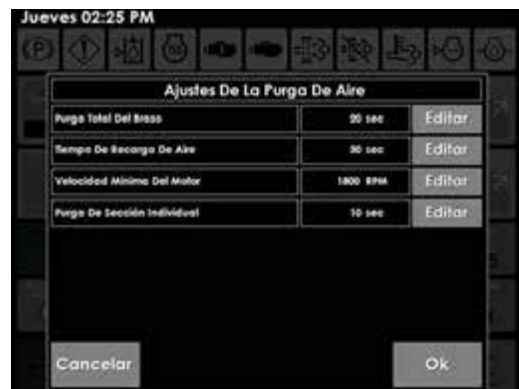 Jueves 02:25 PM
Ajustes De La Purga De Aire
Purga Total Del Brazo 20 sec Editar
Tiempo De Recarga De Aire 30 sec Editar
Velocidad Mínima Del Motor 1800 RPM Editar
Purga De Sección Individual 10 sec Editar
Cancelar Ok